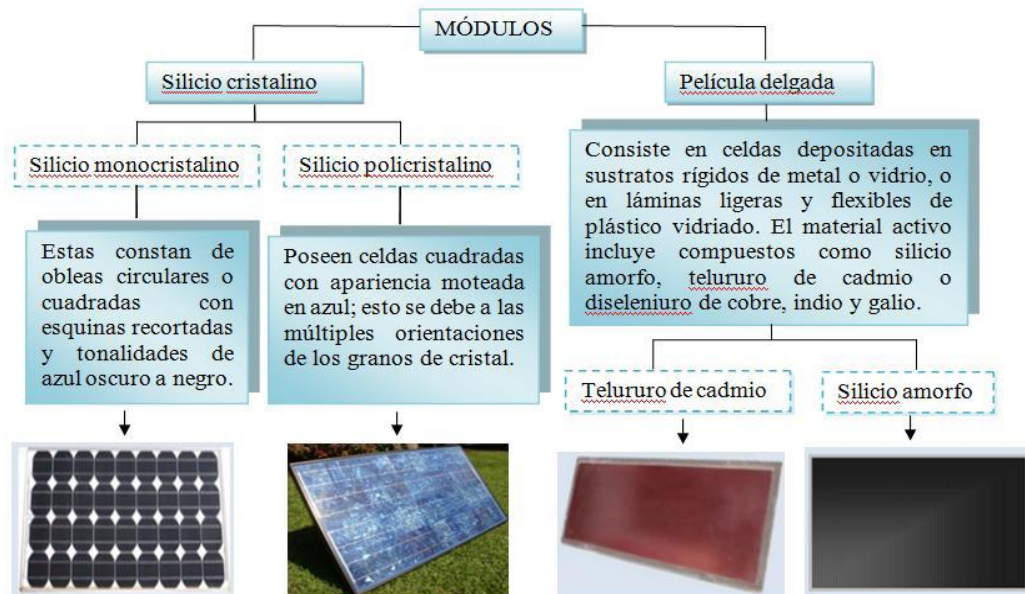 MÓDULOS
Silicio cristalino
Película delgada
Silicio monocristalino
Silicio policristalino
Estas constan de
obleas circulares o
cuadradas con
esquinas recortadas
y tonalidades de
azul oscuro a negro.
Poseen celdas cuadradas
con apariencia moteada
en azul; esto se debe a las
múltiples orientaciones
de los granos de cristal.
Consiste en celdas depositadas en
sustratos rígidos de metal o vidrio, o
en láminas ligeras y flexibles de
plástico vidriado. El material activo
incluye compuestos como silicio
amorfo, telururo de cadmio o
diseleniuro de cobre, indio y galio.
Telururo de cadmio
Silicio amorfo